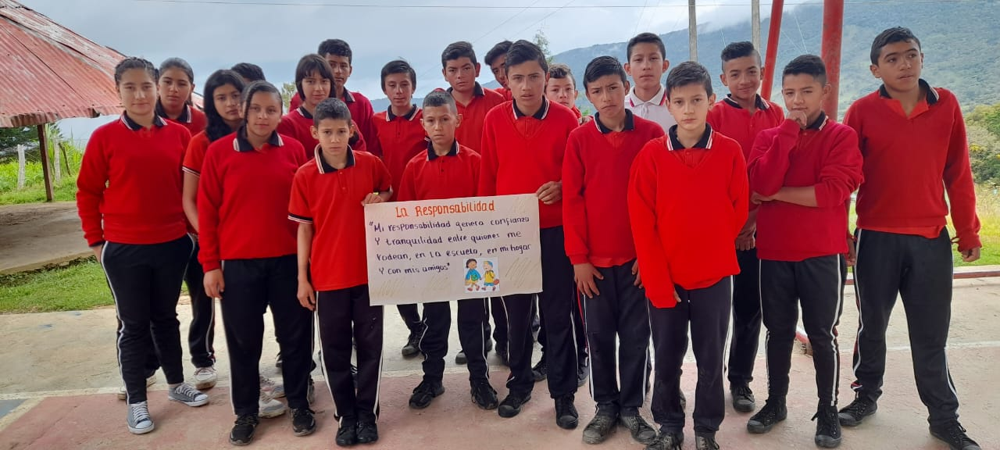 La Responsabilidad
"Mi responsabilidad genera confianza
Y tranquilidad entre quienes me
rodean, en la escuela, en mi hogar
Y con mis amigos"